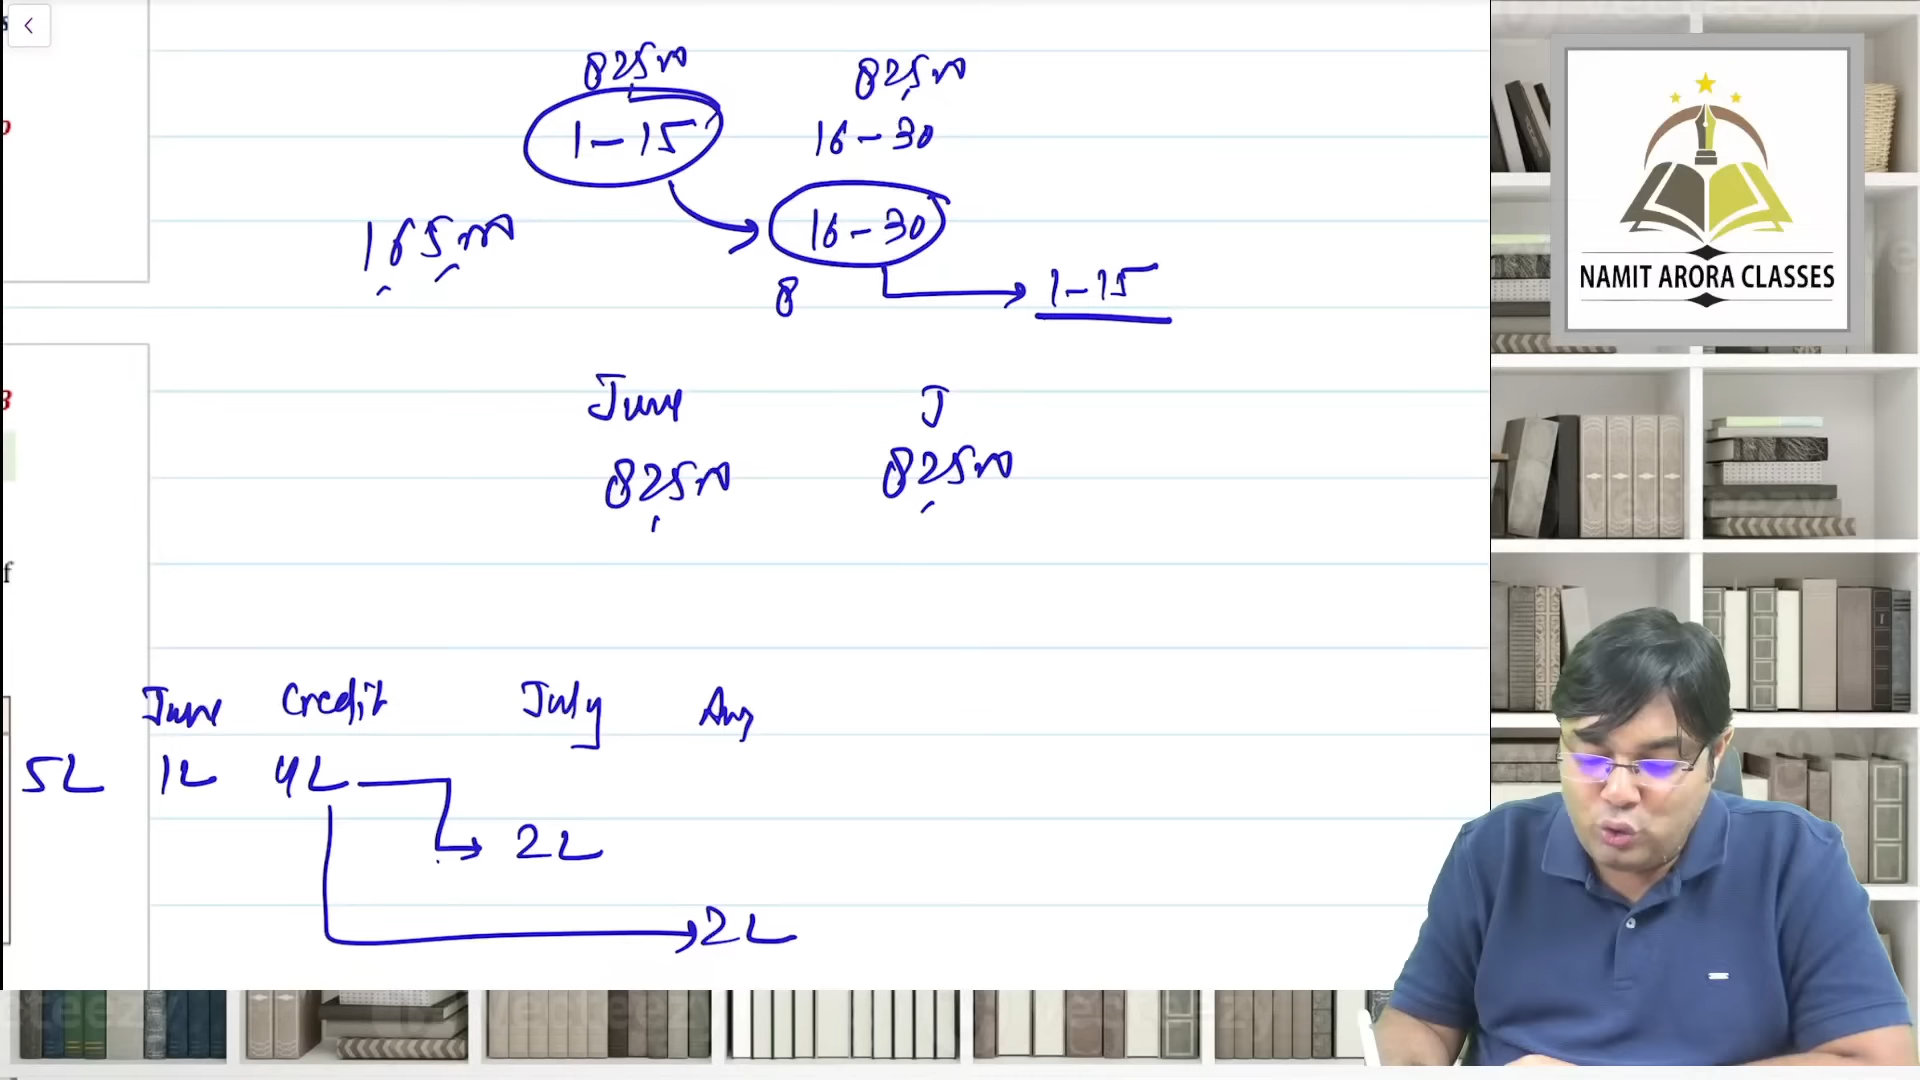 825m 825m
1-15 16-30
165m 16-30
8 1-15
June J
825m 825m
June Credit July Aug
5L 1L 4L
2L
2L
f
NAMIT ARORA CLASSES